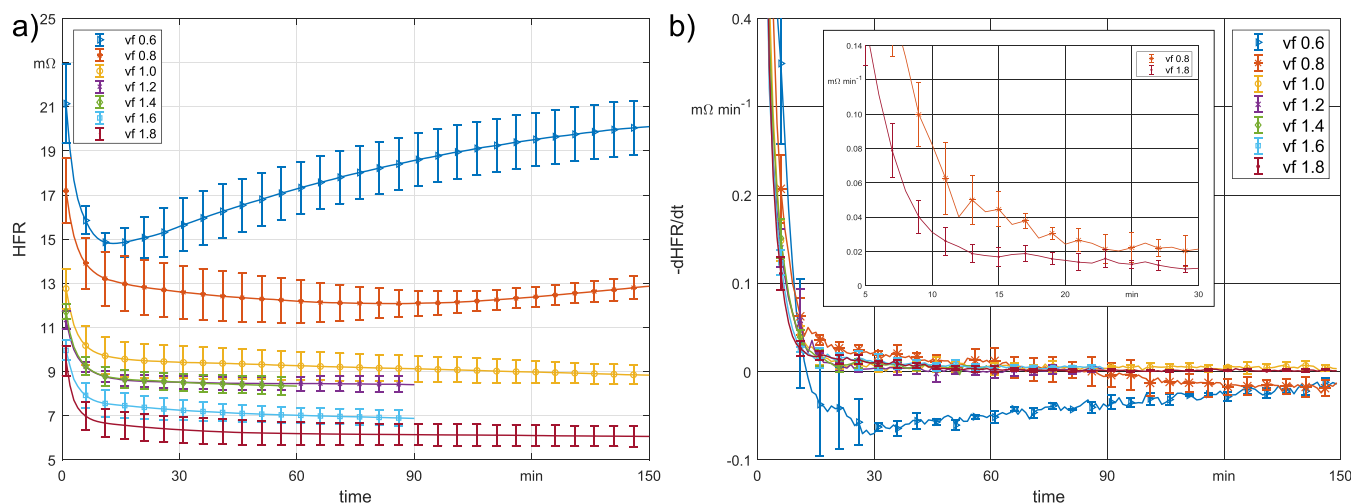 a)
25
mΩ
21
19
17
15
13
11
9
7
5
HFR
vf 0.6
vf 0.8
vf 1.0
vf 1.2
vf 1.4
vf 1.6
vf 1.8
0 30 60 90 min 150
time
b)
0.4
mΩ min-1
0.2
0.1
0
-0.1
-dHFR/dt
vf 0.6
vf 0.8
vf 1.0
vf 1.2
vf 1.4
vf 1.6
vf 1.8
0.14
mΩ min-1
0.1
0.08
0.06
0.04
0.02
0
vf 0.8
vf 1.8
5 10 15 20 min 30
0 30 60 90 min 150
time